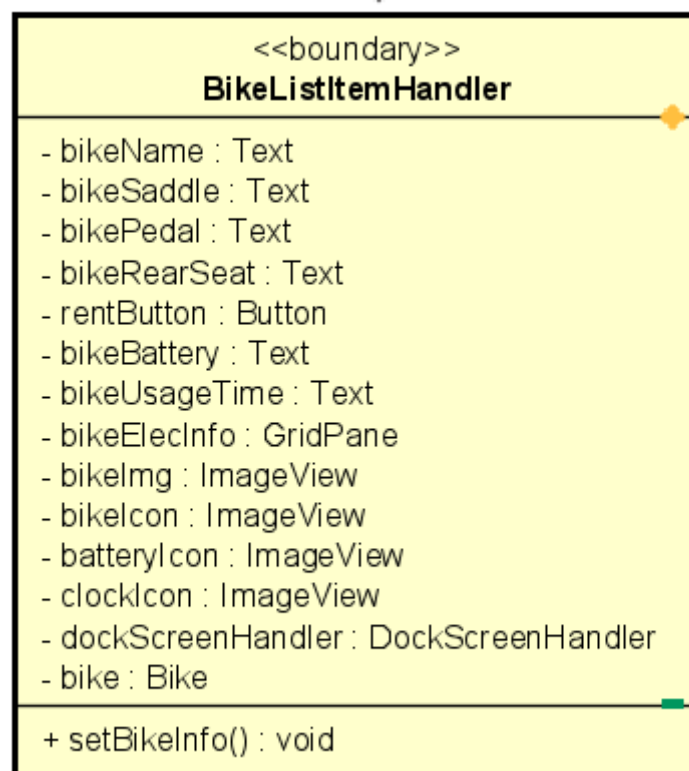 <<boundary>>
BikeListItemHandler
- bikeName : Text
- bikeSaddle : Text
- bikePedal : Text
- bikeRearSeat : Text
- rentButton : Button
- bikeBattery : Text
- bikeUsageTime : Text
- bikeElecInfo : GridPane
- bikeImg : ImageView
- bikeIcon : ImageView
- batteryIcon : ImageView
- clockIcon : ImageView
- dockScreenHandler : DockScreenHandler
- bike : Bike
+ setBikeInfo() : void